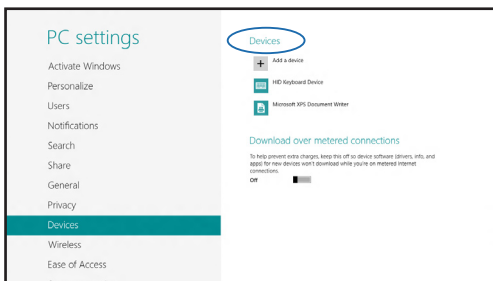 PC settings
Activate Windows
Personalize
Users
Notifications
Search
Share
General
Privacy
Devices
Wireless
Ease of Access
Devices
Add a device
HID Keyboard Device
Microsoft XPS Document Writer
Download over metered connections
To help prevent extra charges, keep this off so device software (drivers, info, and
apps) for new devices won't download while you're on metered Internet
connections.
Off